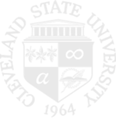 CLEVELAND STATE UNIVERSITY
a
∞
1964